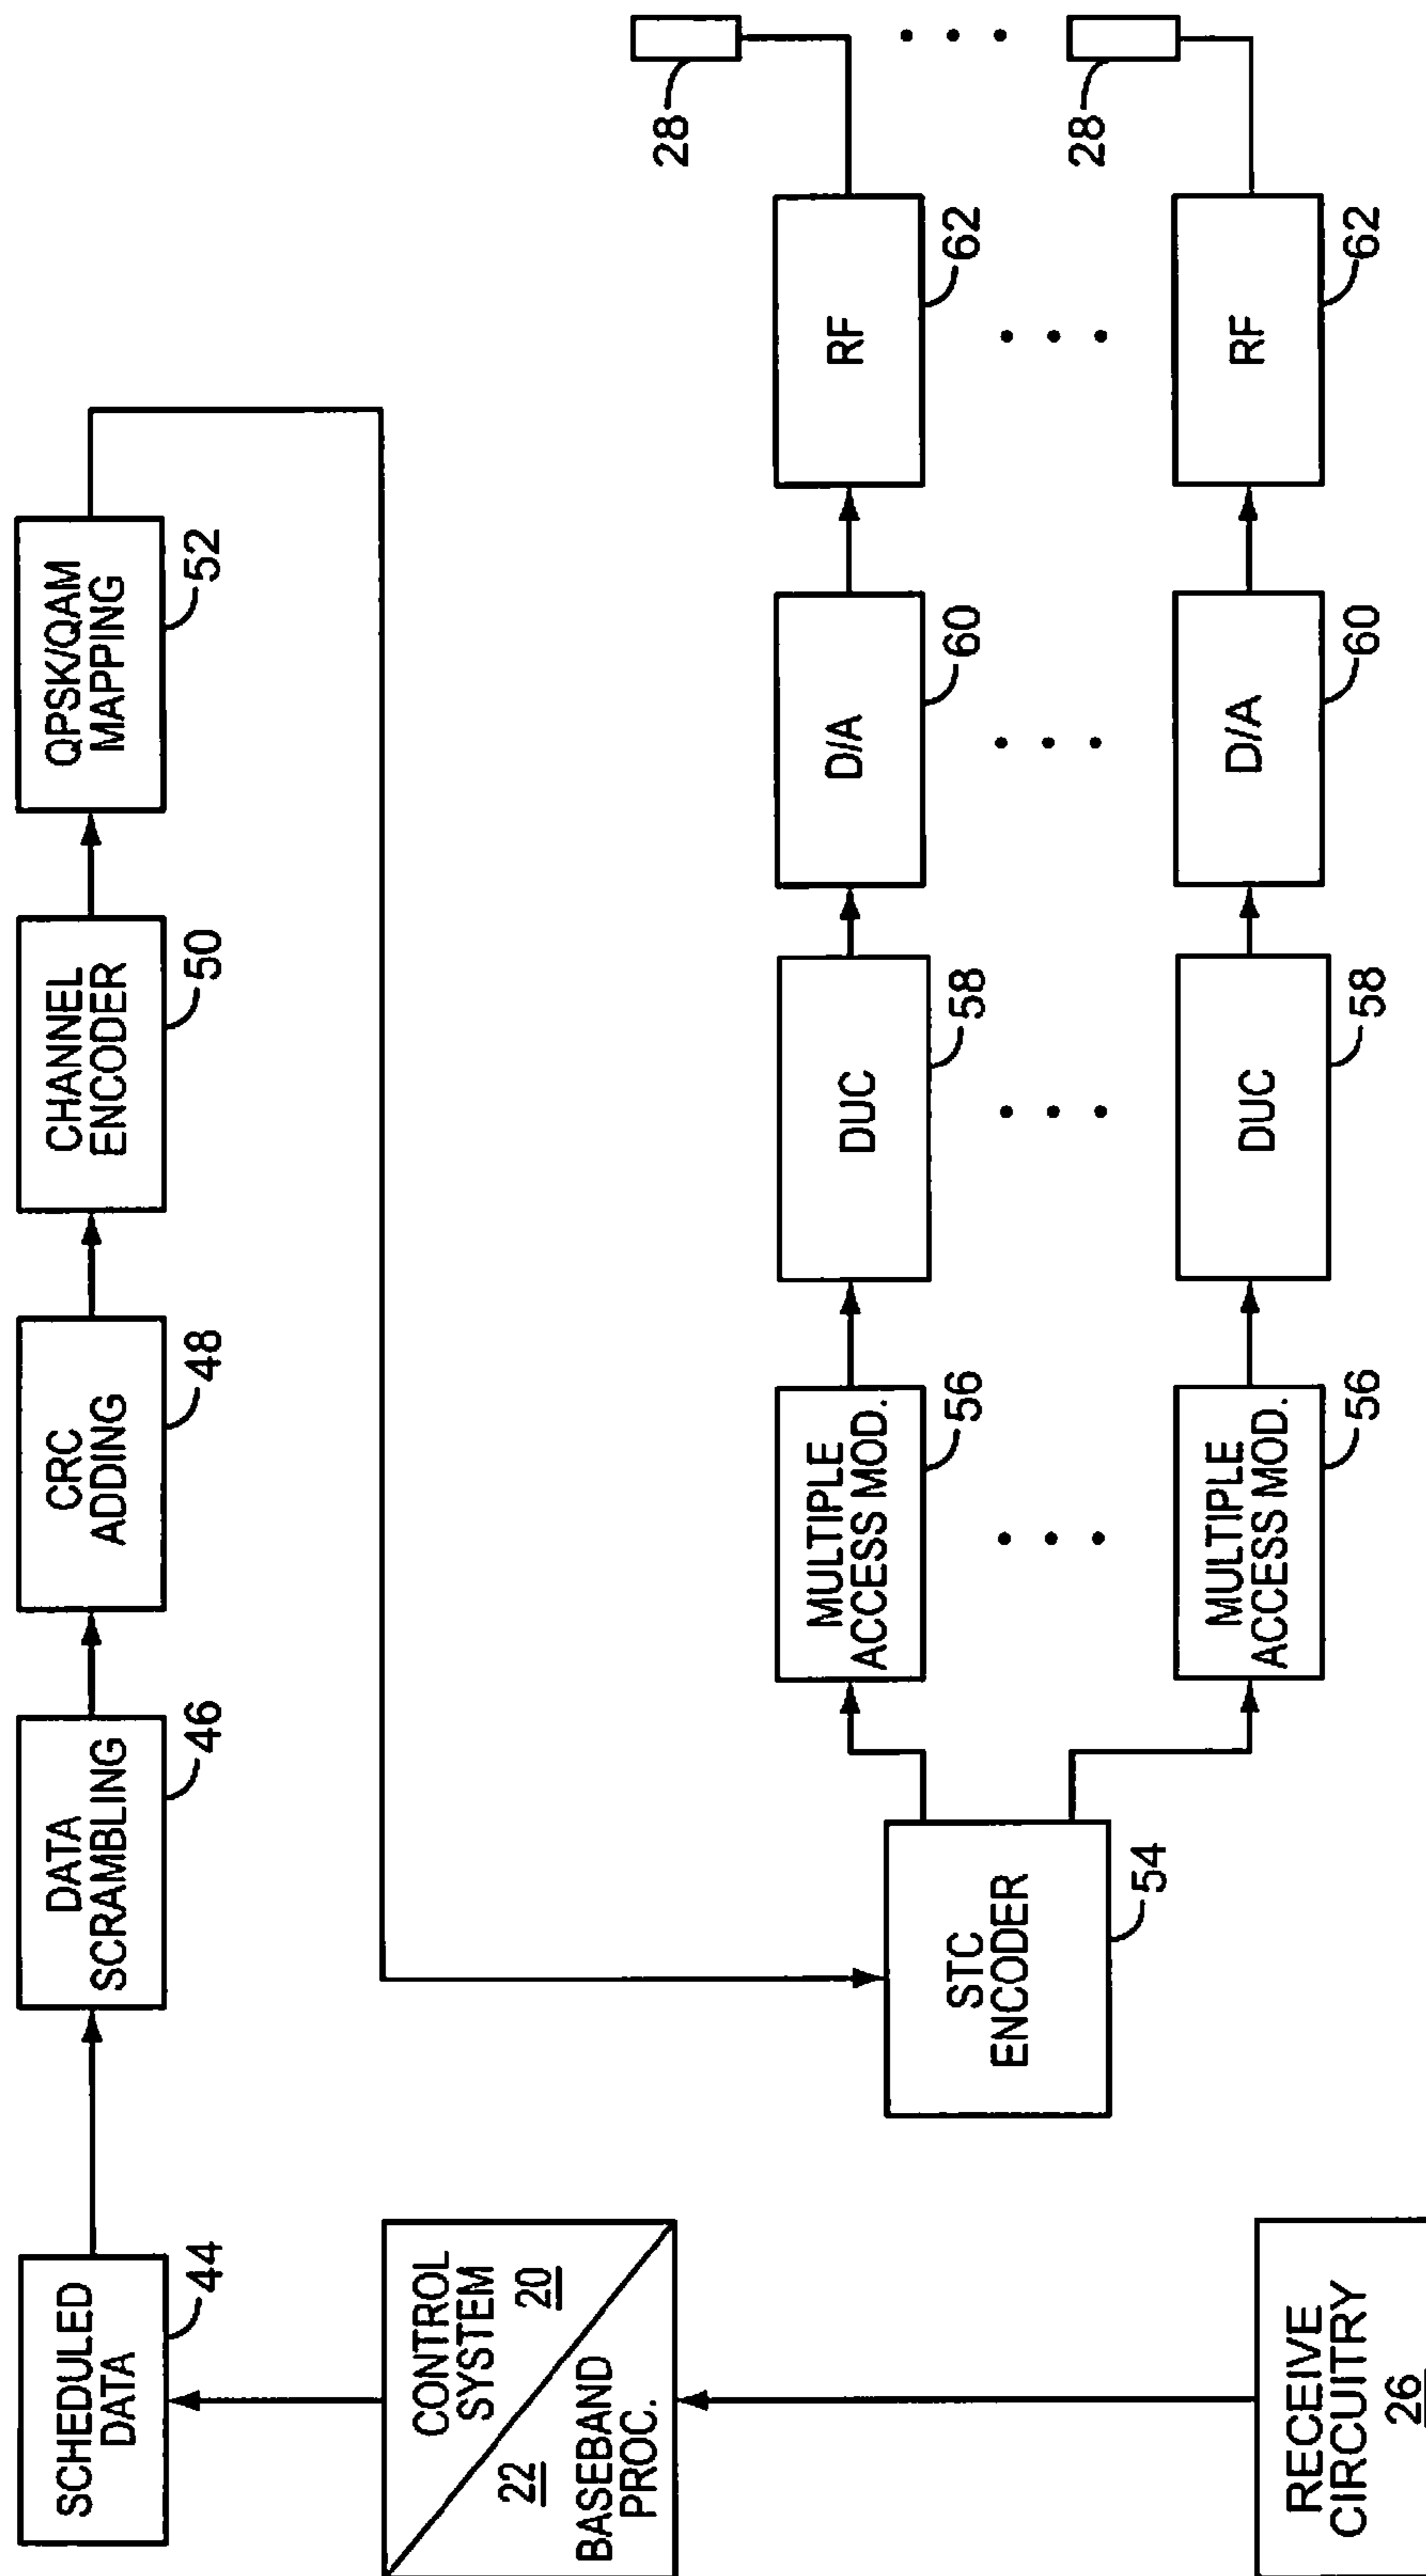 SCHEDULED
DATA
44
DATA
SCRAMBLING
46
CRC
ADDING
48
CHANNEL
ENCODER
50
QPSK/QAM
MAPPING
52
CONTROL
SYSTEM
20
22
BASEBAND
PROC.
RECEIVE
CIRCUITRY
26
STC
ENCODER
54
MULTIPLE
ACCESS MOD.
56
DUC
58
D/A
60
RF
62
28
MULTIPLE
ACCESS MOD.
56
DUC
58
D/A
60
RF
62
28